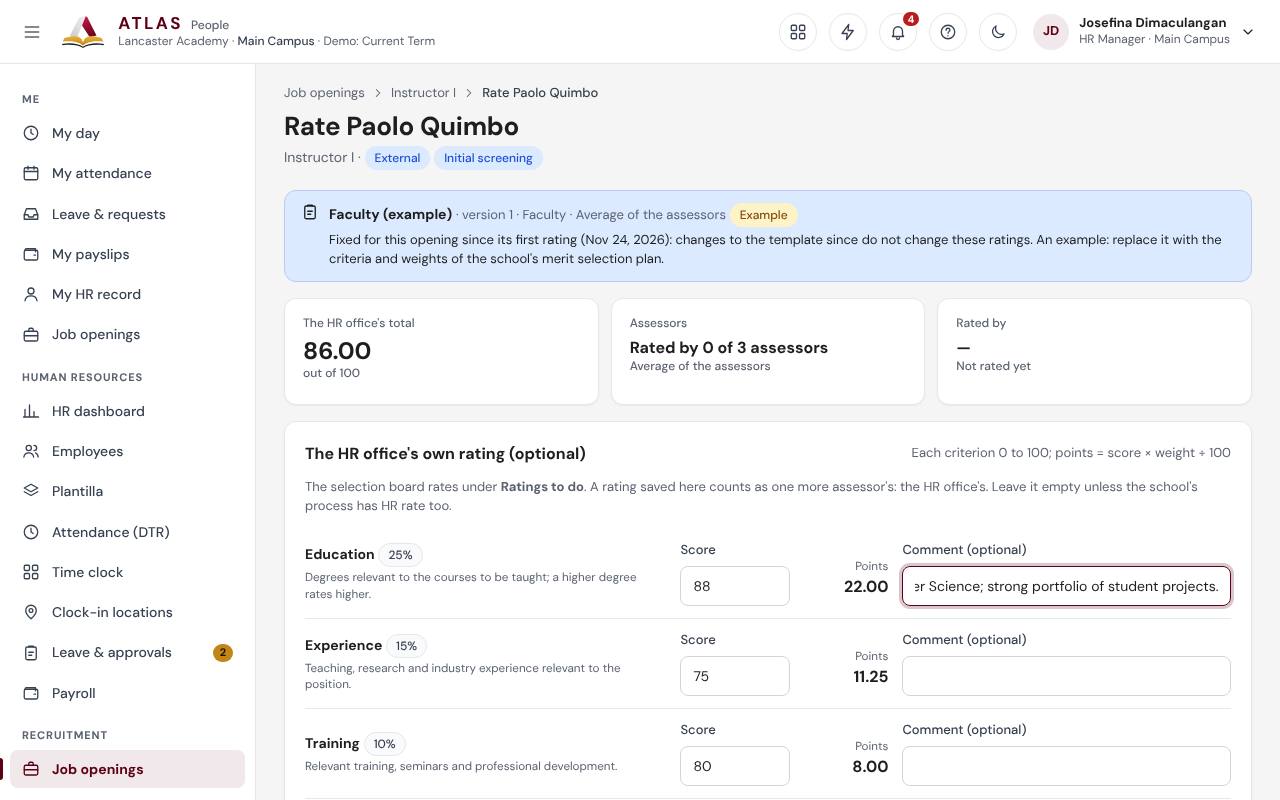 ATLAS People
Lancaster Academy · Main Campus · Demo: Current Term
4
JD
Josefina Dimaculangan
HR Manager · Main Campus
ME
My day
My attendance
Leave & requests
My payslips
My HR record
Job openings
HUMAN RESOURCES
HR dashboard
Employees
Plantilla
Attendance (DTR)
Time clock
Clock-in locations
Leave & approvals 2
Payroll
RECRUITMENT
Job openings
Job openings > Instructor I > Rate Paolo Quimbo
Rate Paolo Quimbo
Instructor I · External Initial screening
Faculty (example) · version 1 · Faculty · Average of the assessors Example
Fixed for this opening since its first rating (Nov 24, 2026): changes to the template since do not change these ratings. An example: replace it with the
criteria and weights of the school's merit selection plan.
The HR office's total
86.00
out of 100
Assessors
Rated by 0 of 3 assessors
Average of the assessors
Rated by
—
Not rated yet
The HR office's own rating (optional)
Each criterion 0 to 100; points = score × weight ÷ 100
The selection board rates under Ratings to do. A rating saved here counts as one more assessor's: the HR office's. Leave it empty unless the school's
process has HR rate too.
Education 25%
Degrees relevant to the courses to be taught; a higher degree
rates higher.
Score
88
Points
22.00
Comment (optional)
er Science; strong portfolio of student projects.
Experience 15%
Teaching, research and industry experience relevant to the
position.
Score
75
Points
11.25
Comment (optional)
Training 10%
Relevant training, seminars and professional development.
Score
80
Points
8.00
Comment (optional)